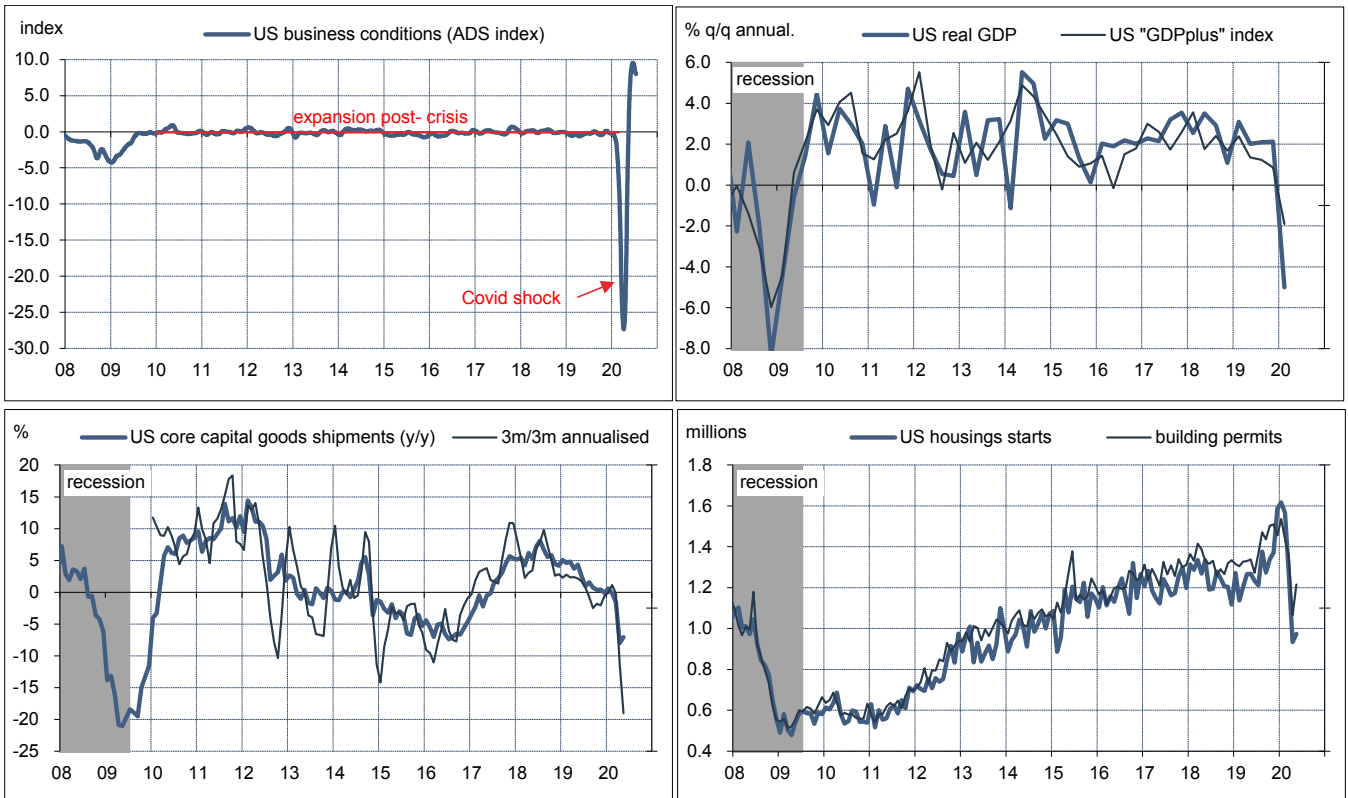 index
US business conditions (ADS index)
10.0
5.0
0.0
-5.0
-10.0
-15.0
-20.0
-25.0
-30.0
expansion post- crisis
Covid shock
08 09 10 11 12 13 14 15 16 17 18 19 20
% q/q annual.
US real GDP
US "GDPplus" index
6.0
4.0
2.0
0.0
-2.0
-4.0
-6.0
-8.0
recession
08 09 10 11 12 13 14 15 16 17 18 19 20
%
US core capital goods shipments (y/y)
3m/3m annualised
20
15
10
5
0
-5
-10
-15
-20
-25
recession
08 09 10 11 12 13 14 15 16 17 18 19 20
millions
US housings starts
building permits
1.8
1.6
1.4
1.2
1.0
0.8
0.6
0.4
recession
08 09 10 11 12 13 14 15 16 17 18 19 20